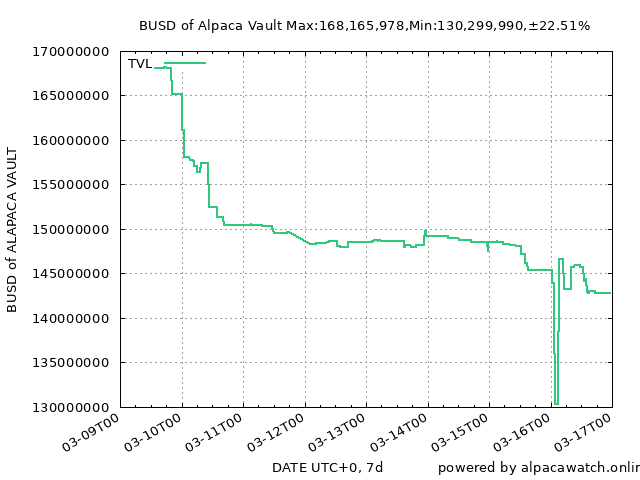 BUSD of Alpaca Vault Max:168,165,978,Min:130,299,990,±22.51%
170000000
TVL
165000000
160000000
155000000
150000000
145000000
140000000
135000000
130000000
BUSD of ALAPACA VAULT
03-09T00 03-10T00 03-11T00 03-12T00 03-13T00 03-14T00 03-15T00 03-16T00 03-17T00
DATE UTC+0, 7d powered by alpacawatch.onlin